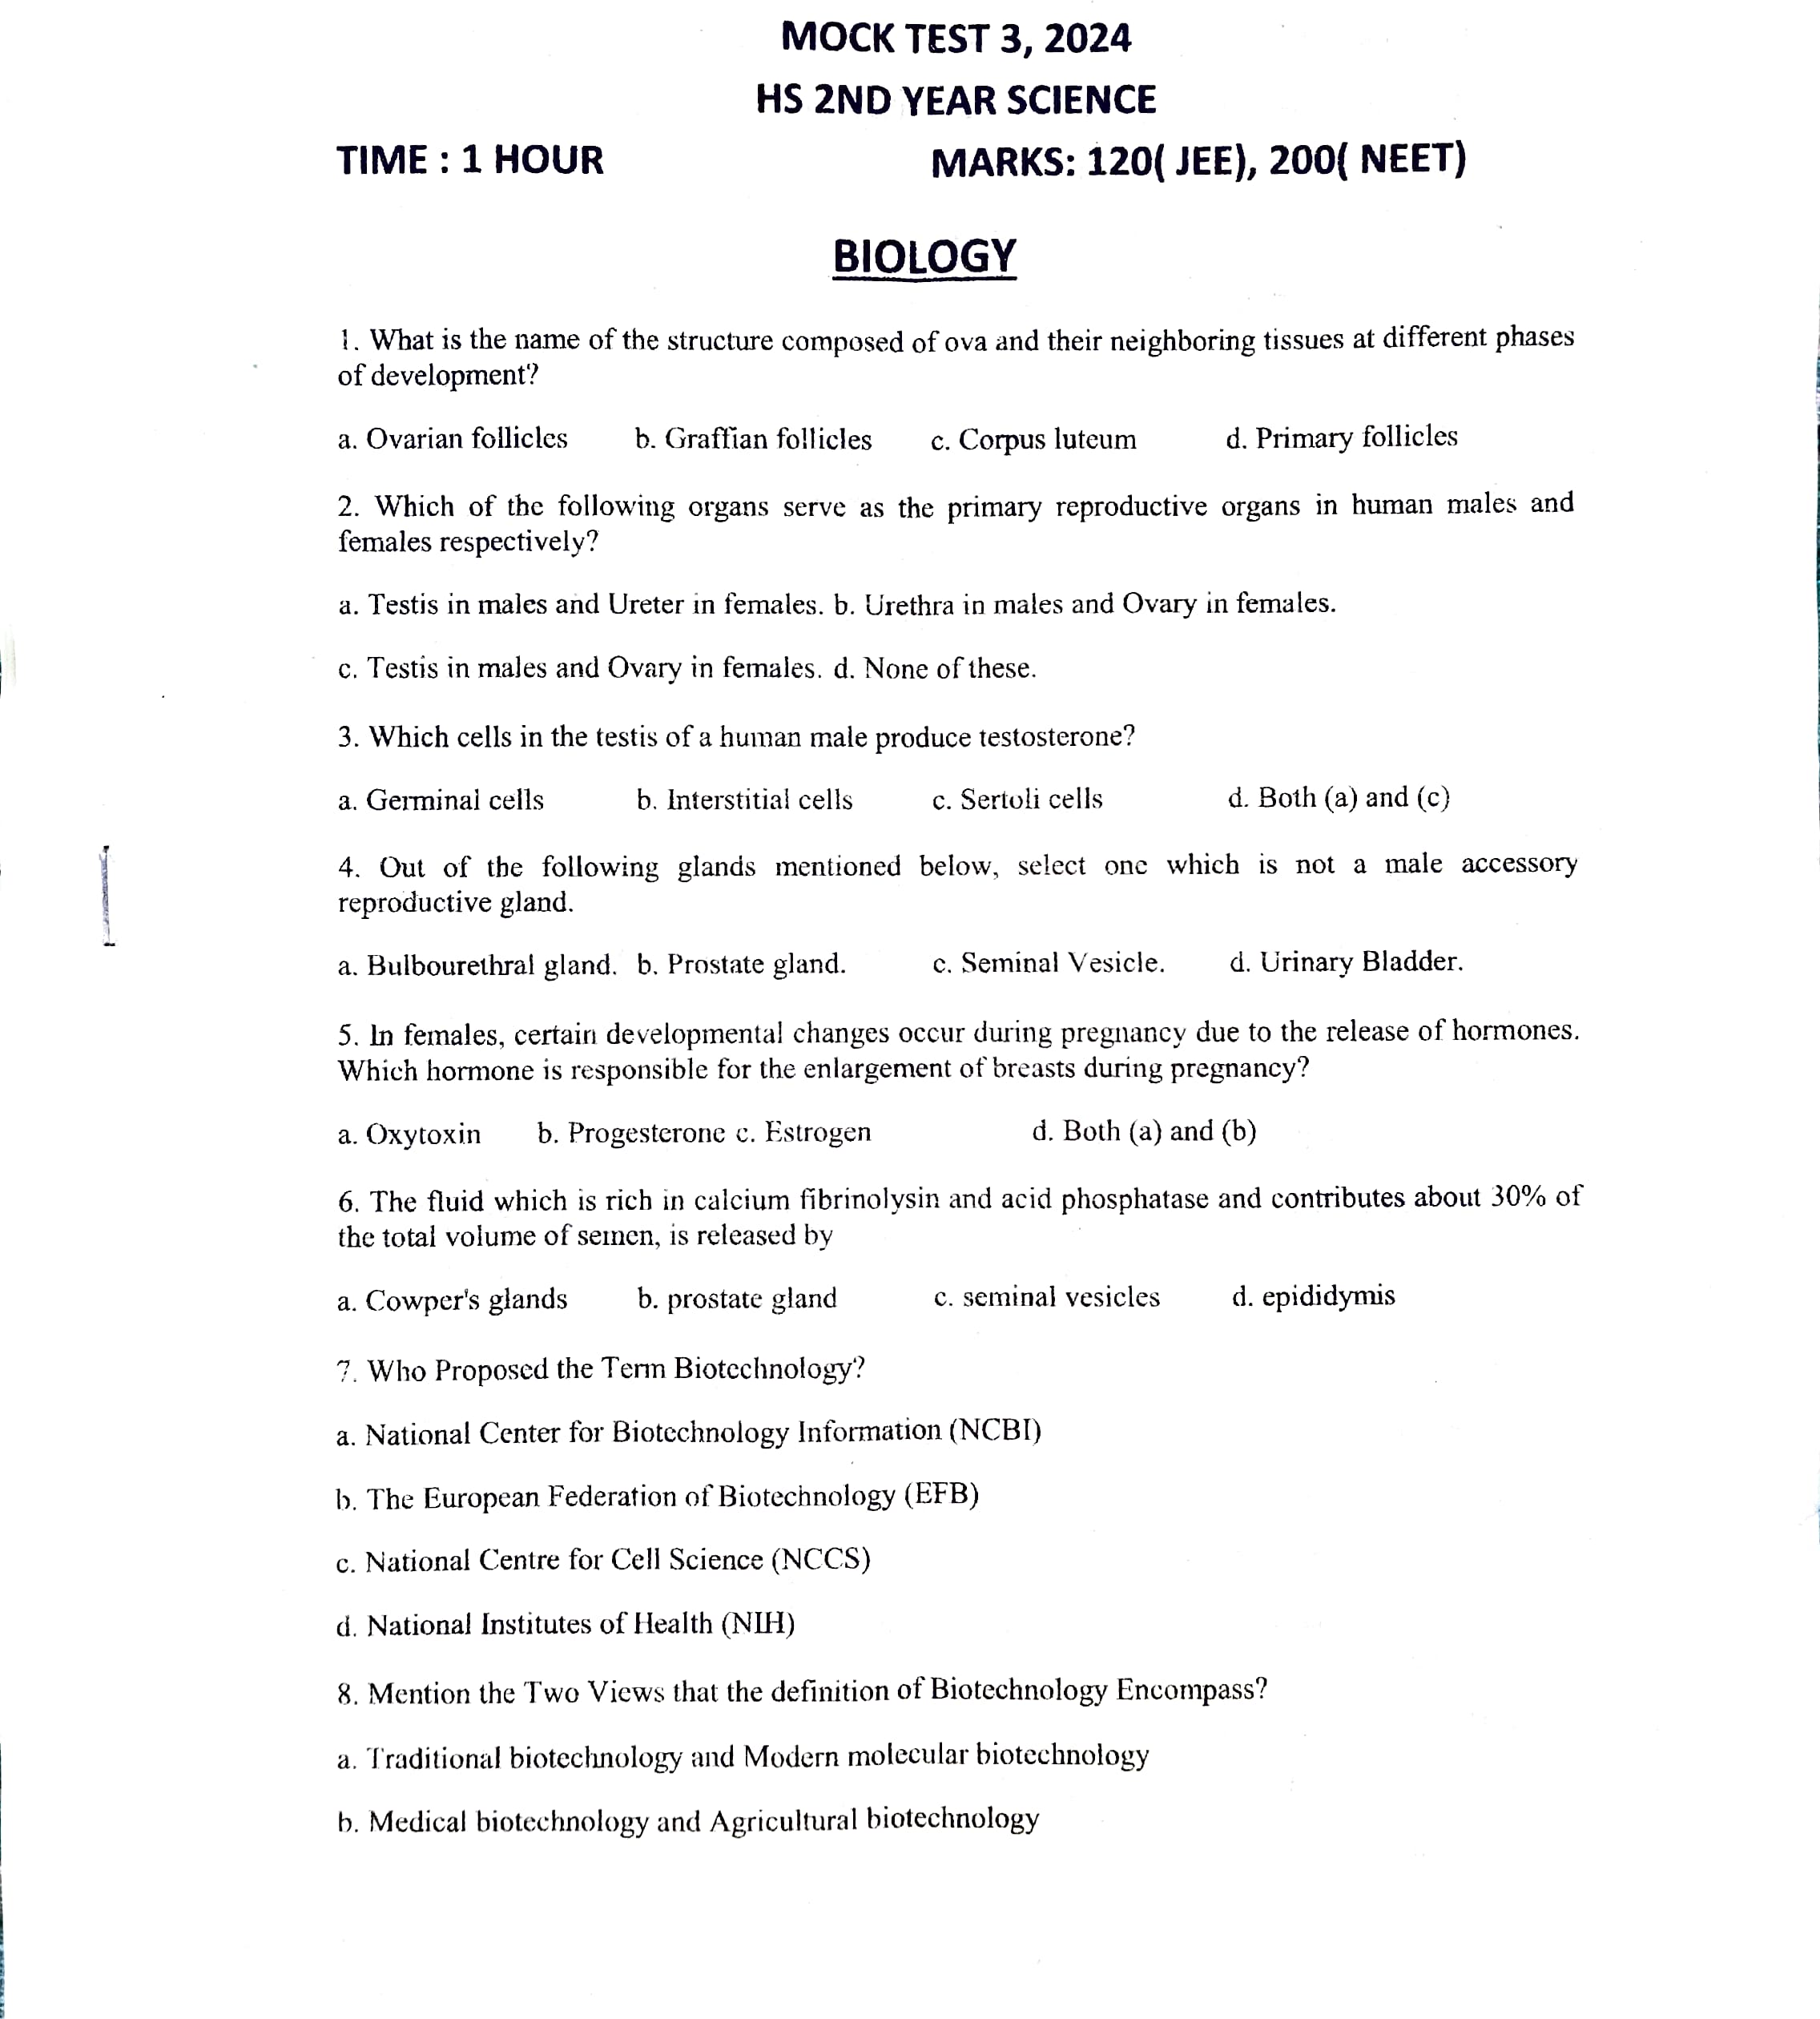 MOCK TEST 3, 2024
HS 2ND YEAR SCIENCE
TIME : 1 HOUR MARKS: 120( JEE), 200( NEET)
BIOLOGY
1. What is the name of the structure composed of ova and their neighboring tissues at different phases
of development?
a. Ovarian follicles b. Graffian follicles c. Corpus luteum d. Primary follicles
2. Which of the following organs serve as the primary reproductive organs in human males and
females respectively?
a. Testis in males and Ureter in females. b. Urethra in males and Ovary in females.
c. Testis in males and Ovary in females. d. None of these.
3. Which cells in the testis of a human male produce testosterone?
a. Germinal cells b. Interstitial cells c. Sertoli cells d. Both (a) and (c)
4. Out of the following glands mentioned below, select one which is not a male accessory
reproductive gland.
a. Bulbourethral gland. b. Prostate gland. c. Seminal Vesicle. d. Urinary Bladder.
5. In females, certain developmental changes occur during pregnancy due to the release of hormones.
Which hormone is responsible for the enlargement of breasts during pregnancy?
a. Oxytoxin b. Progesterone c. Estrogen d. Both (a) and (b)
6. The fluid which is rich in calcium fibrinolysin and acid phosphatase and contributes about 30% of
the total volume of semen, is released by
a. Cowper's glands b. prostate gland c. seminal vesicles d. epididymis
7. Who Proposed the Term Biotechnology?
a. National Center for Biotechnology Information (NCBI)
b. The European Federation of Biotechnology (EFB)
c. National Centre for Cell Science (NCCS)
d. National Institutes of Health (NIH)
8. Mention the Two Views that the definition of Biotechnology Encompass?
a. Traditional biotechnology and Modern molecular biotechnology
b. Medical biotechnology and Agricultural biotechnology